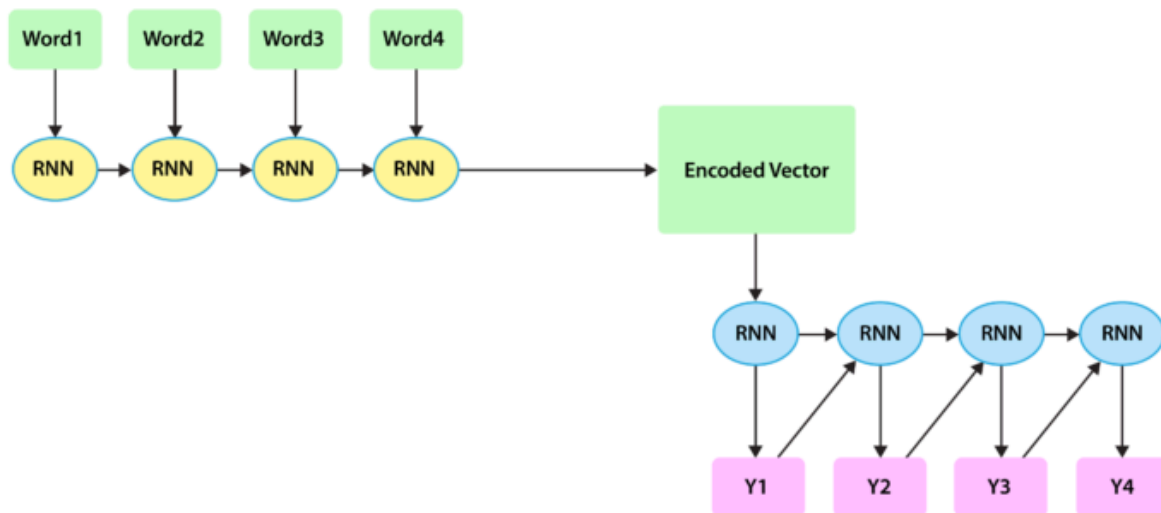 Word1 Word2 Word3 Word4
RNN RNN RNN RNN
Encoded Vector
RNN RNN RNN RNN
Y1 Y2 Y3 Y4